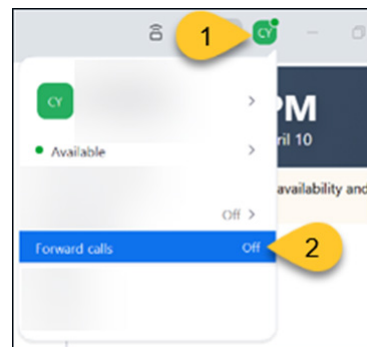 1
CY
PM
ril 10
CY
Available
availability and
Off
Forward calls
Off
2